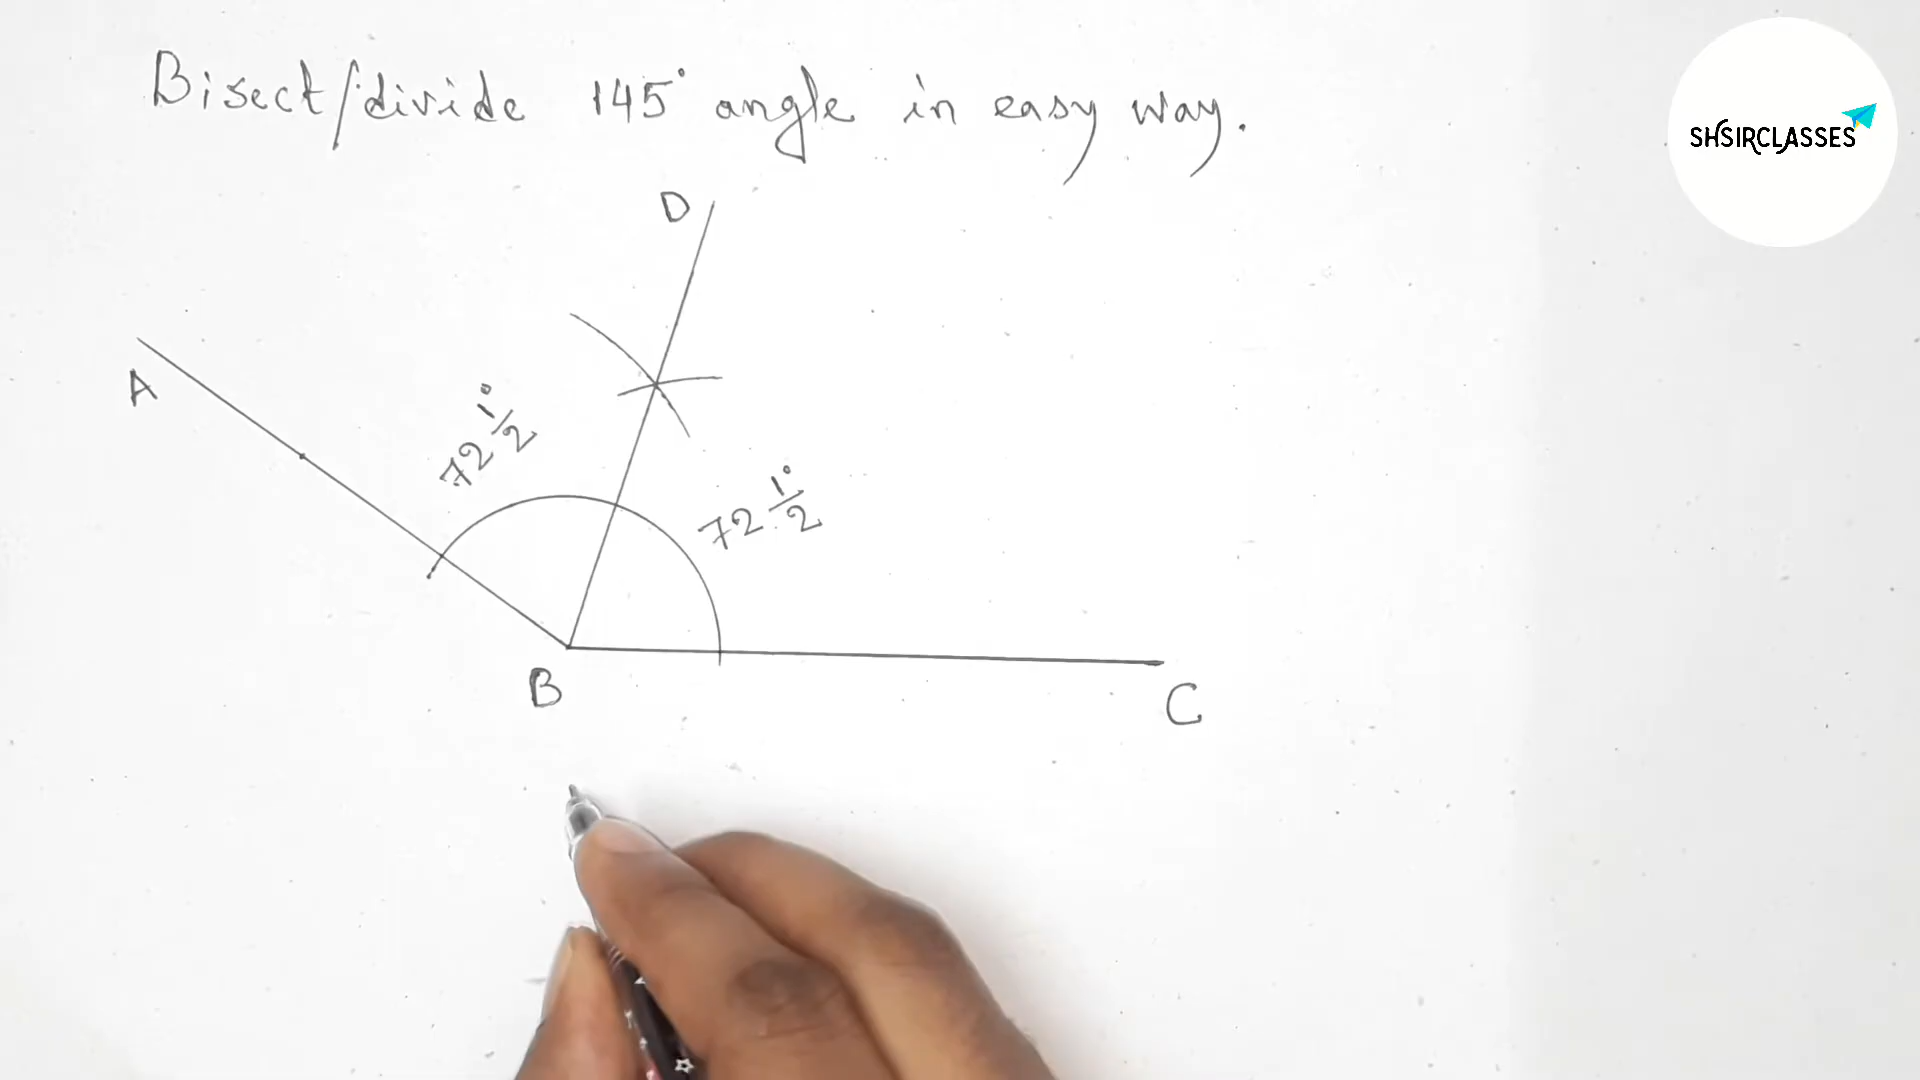 Bisect/divide 145° angle in easy way.
SHSIRCLASSES
D
A
72 1/2°
72 1/2°
B
C